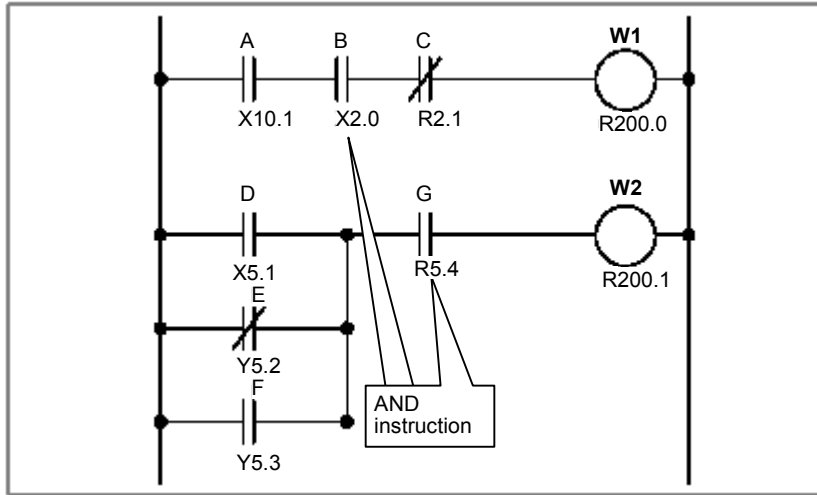 A B C W1
X10.1 X2.0 R2.1 R200.0
D G W2
X5.1 R5.4 R200.1
E
Y5.2
F
Y5.3
AND
instruction